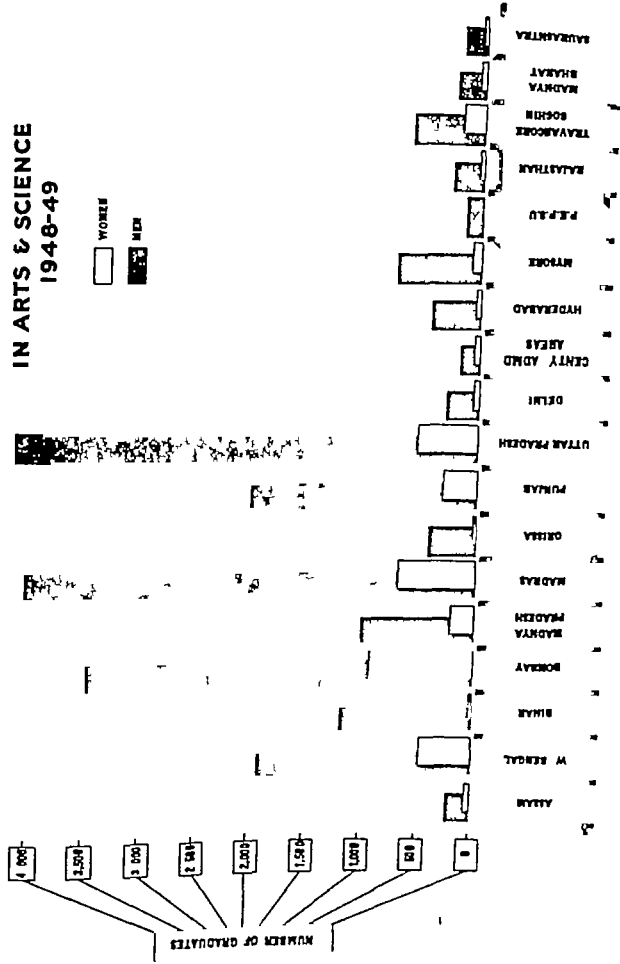 IN ARTS & SCIENCE
1948-49
WOMEN
MEN
NUMBER OF GRADUATES
4 000
3,500
3 000
2 500
2,000
1,500
1,000
500
0
ASSAM
W BENGAL
BIHAR
BOMBAY
MADHYA
PRADESH
MADRAS
ORISSA
PUNJAB
UTTAR PRADESH
DELHI
CENTY ADMD
AREAS
HYDERABAD
MYSORE
P.E.P.S.U
RAJASTHAN
TRAVANCORE
COCHIN
MADHYA
BHARAT
SAURASHTRA